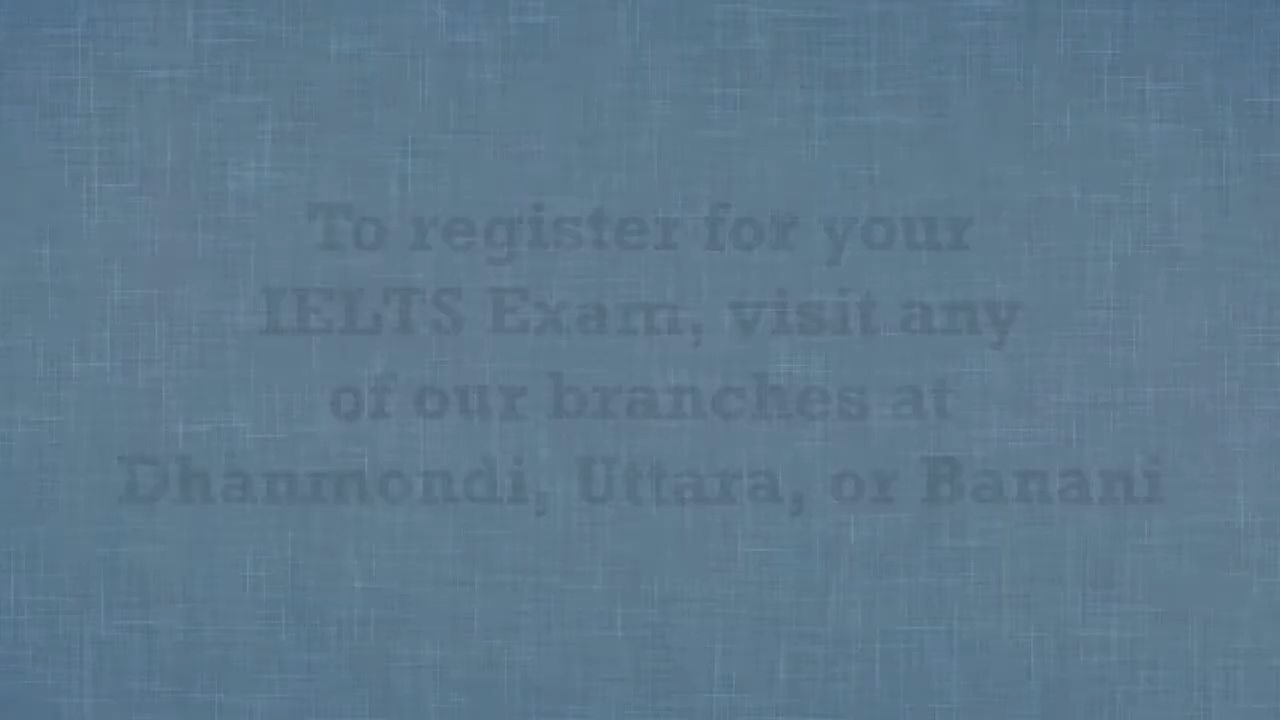 To register for your
IELTS Exam, visit any
of our branches at
Dhanmondi, Uttara, or Banani